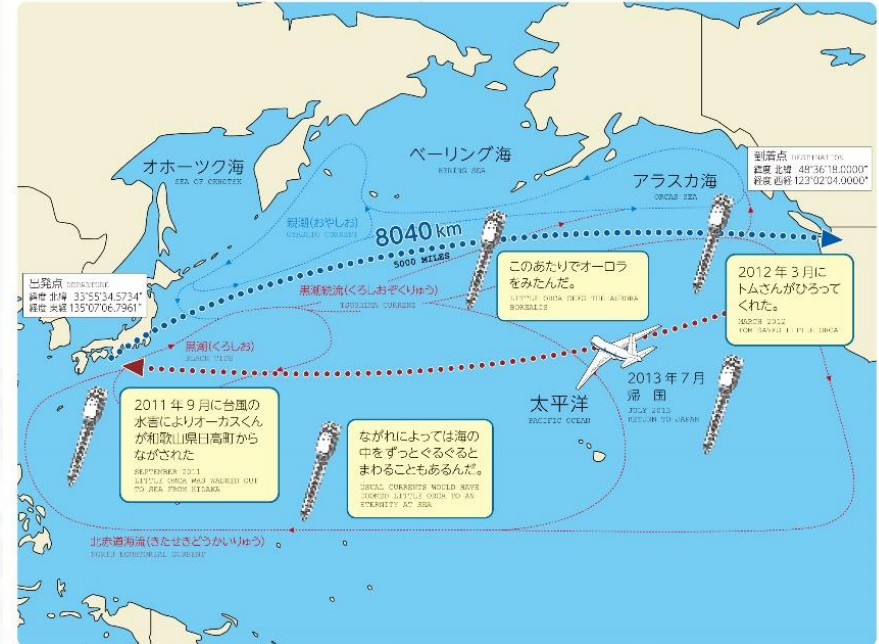 オホーツク海
SEA OF OKHOTSK
ベーリング海
BERING SEA
アラスカ海
ORCAS SEA
到着点 DESTINATION
緯度 北緯 48°36'18.0000"
経度 西経 123°02'04.0000"
親潮(おやしお)
8040km
5000 MILES
出発点 DEPARTURE
緯度 北緯 33°55'34.5734"
経度 東経 135°07'06.7961"
黒潮続流(くろしおぞくりゅう)
TSUSHIMA CURRENT
このあたりでオーロラ
をみたんだ。
LITTLE ORCA SEES THE AURORA
BOREALIS
2012年3月に
トムさんがひろって
くれた。
MARCH 2012
TOM SAVES LITTLE ORCA
黒潮(くろしお)
BLACK TIDE
太平洋
PACIFIC OCEAN
2013年7月
帰 国
JULY 2013
RETURN TO JAPAN
2011年9月に台風の
水害によりオーカスくん
が和歌山県日高町から
ながされた
SEPTEMBER 2011
LITTLE ORCA WAS WASHED OUT
TO SEA FROM HIDAKA
ながれによっては海の
中をずっとぐるぐると
まわることもあるんだ。
USUAL CURRENTS WOULD HAVE
DOOMED LITTLE ORCA TO AN
ETERNITY AT SEA
北赤道海流(きたせきどうかいりゅう)
NORTH EQUATORIAL CURRENT